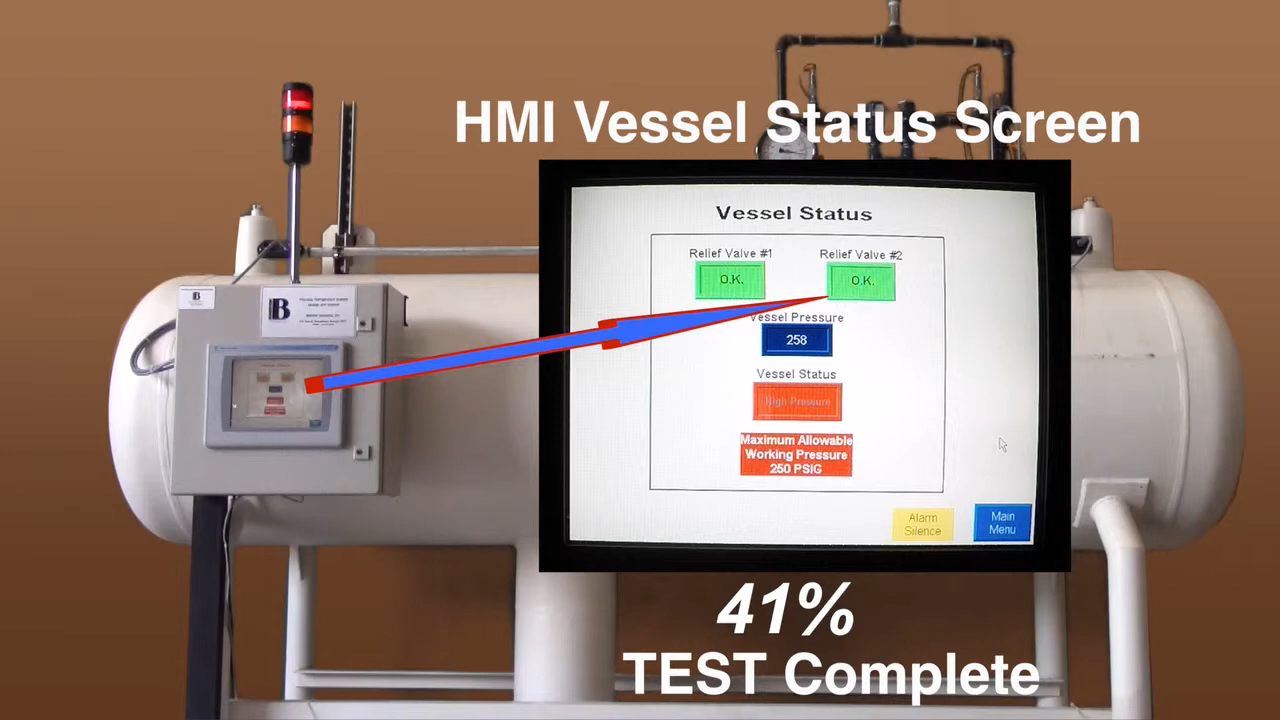 HMI Vessel Status Screen
Vessel Status
Relief Valve #1
Relief Valve #2
O.K.
O.K.
Vessel Pressure
258
Vessel Status
High Pressure
Maximum Allowable
Working Pressure
250 PSIG
Alarm
Silence
Main
Menu
B
41%
TEST Complete